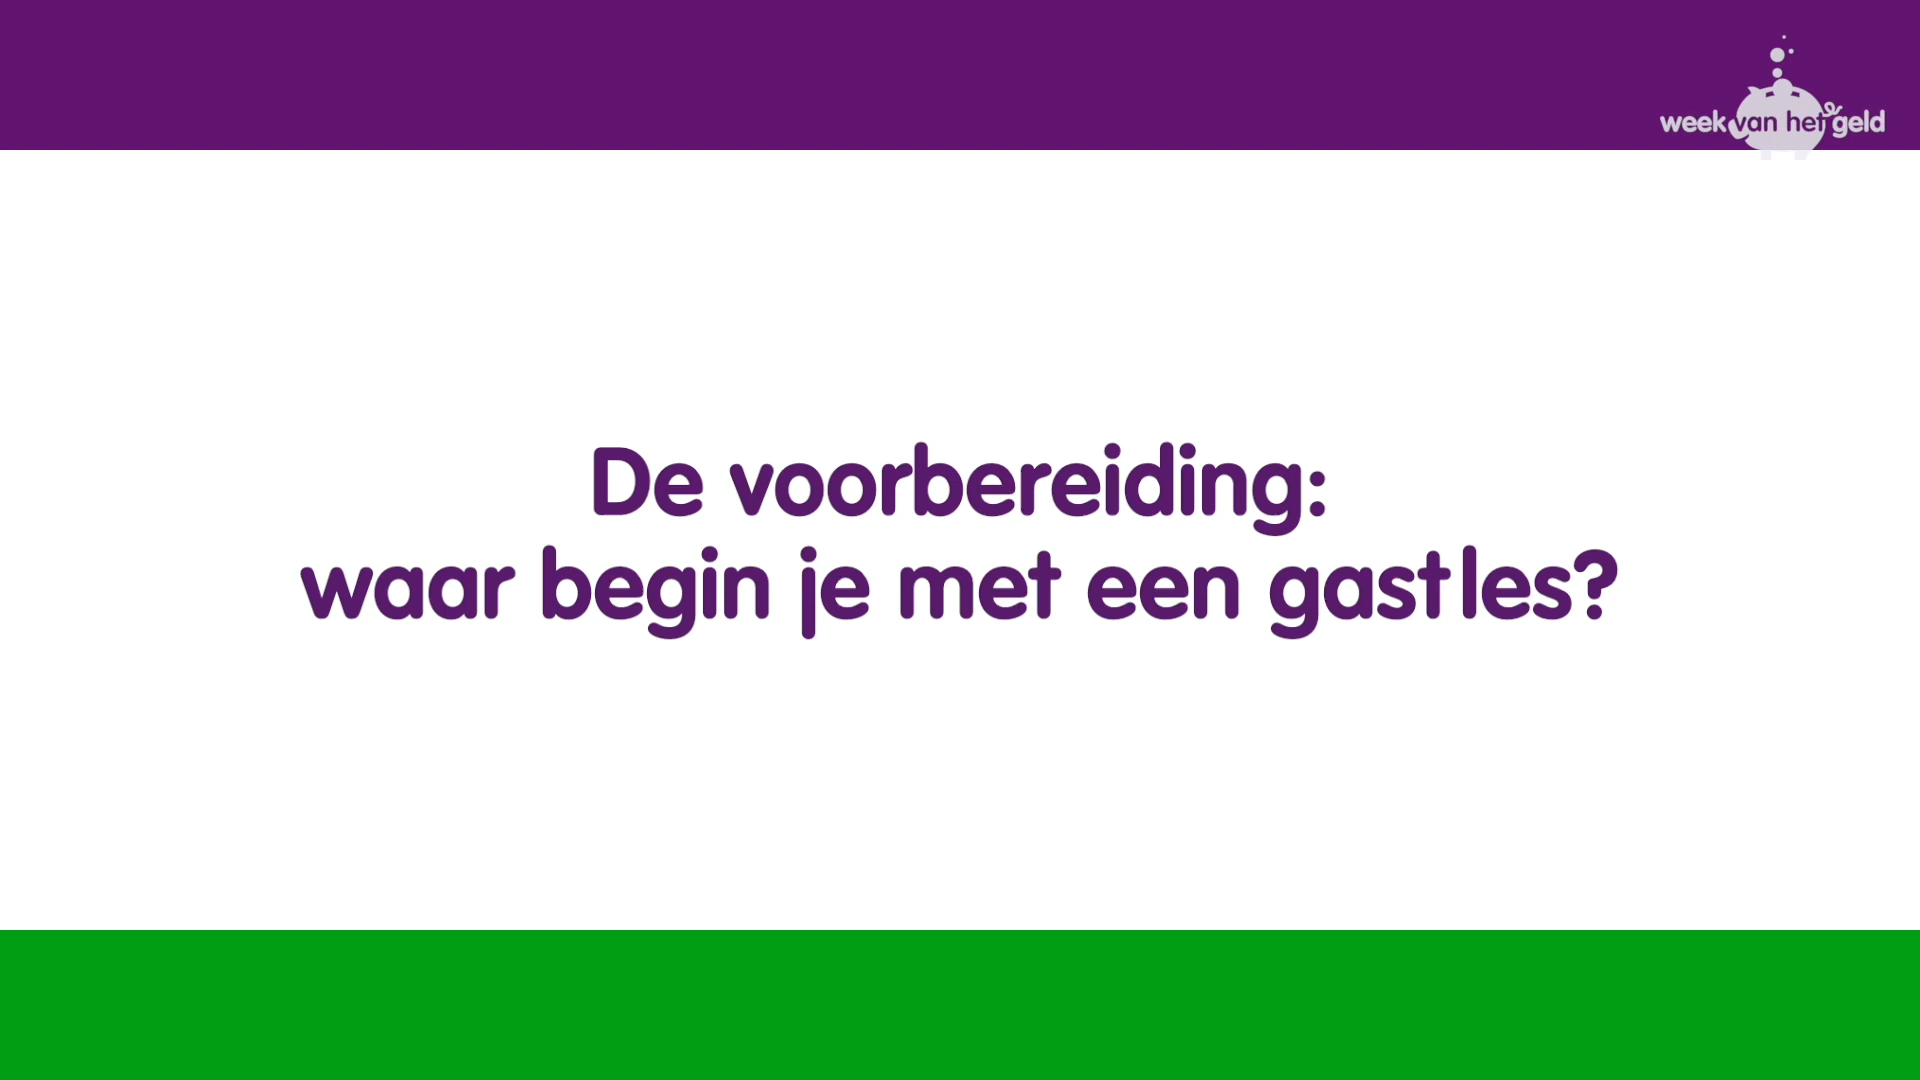 week van het geld
De voorbereiding:
waar begin je met een gastles?